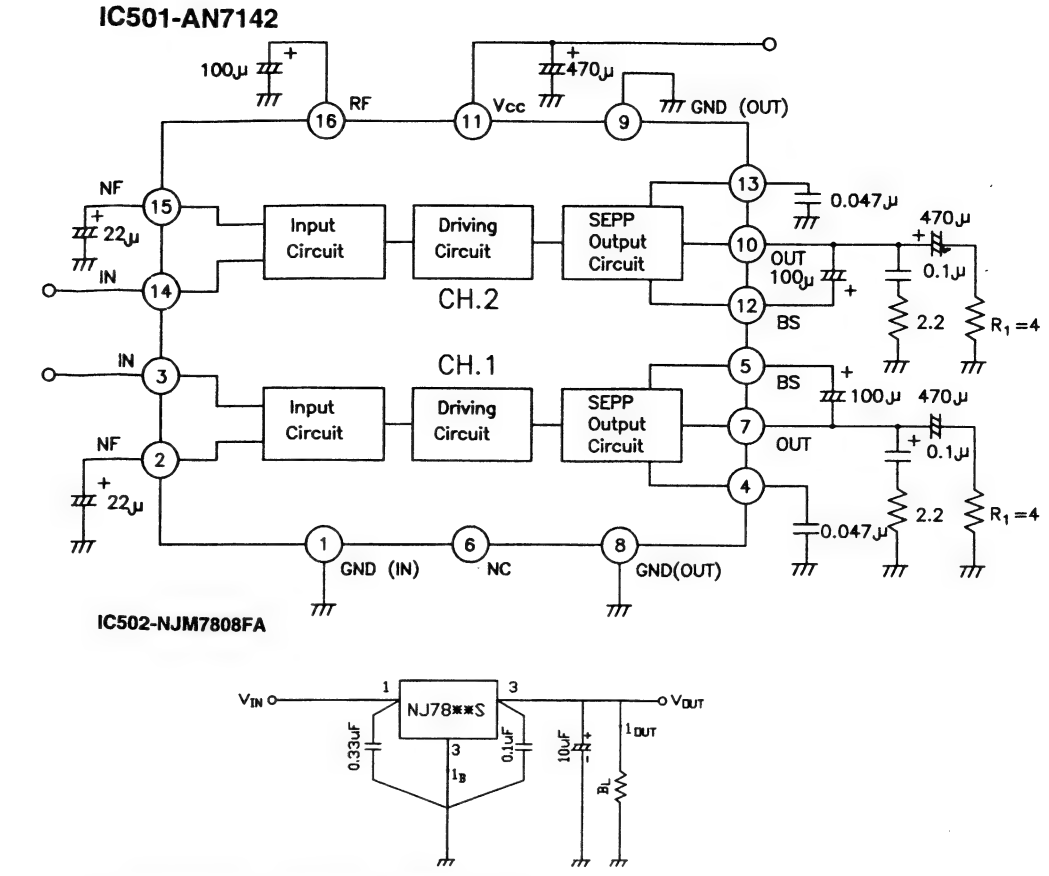 IC501-AN7142
100μ
+
RF
16
11
Vcc
+
470μ
9
GND (OUT)
NF
15
+
22μ
IN
14
Input
Circuit
Driving
Circuit
SEPP
Output
Circuit
CH.2
13
0.047μ
10
OUT
100μ
+
12
BS
+
470μ
0.1μ
2.2
R1=4
IN
3
NF
2
+
22μ
CH.1
Input
Circuit
Driving
Circuit
SEPP
Output
Circuit
5
BS
+
100μ
7
OUT
470μ
+
0.1μ
4
0.047μ
2.2
R1=4
1
GND (IN)
6
NC
8
GND(OUT)
IC502-NJM7808FA
VIN
1
NJ78**S
3
VOUT
0.33uF
3
1B
0.1uF
10uF
+
-
1OUT
BL